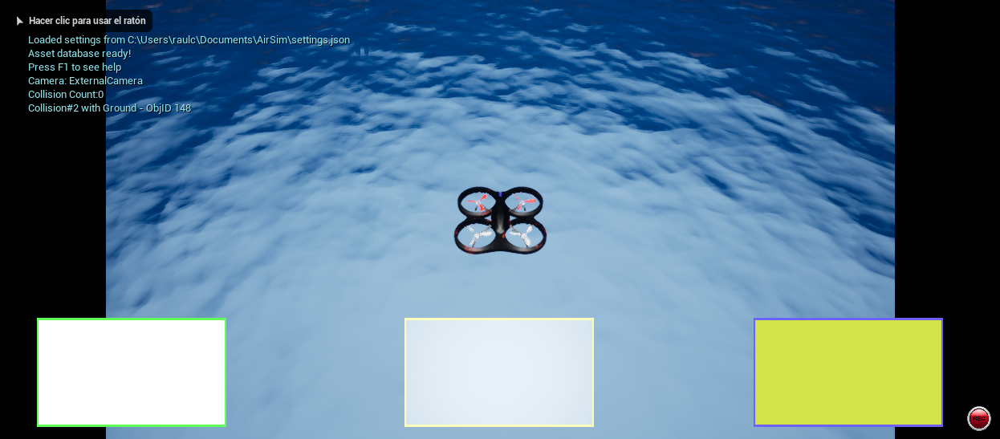 Hacer clic para usar el ratón
Loaded settings from C:\Users\raulc\Documents\AirSim\settings.json
Asset database ready!
Press F1 to see help
Camera: ExternalCamera
Collision Count:0
Collision#2 with Ground - ObjID 148
REC